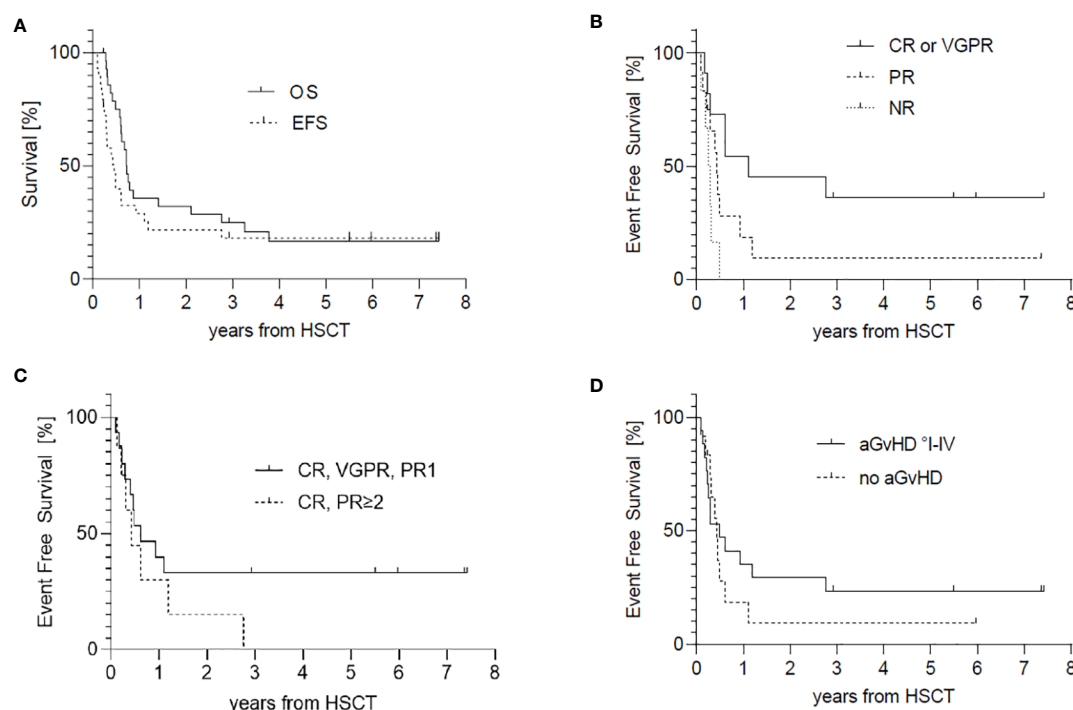 A
Survival [%]
100
50
0
OS
EFS
0 1 2 3 4 5 6 7 8
years from HSCT
B
Event Free Survival [%]
100
50
0
CR or VGPR
PR
NR
0 1 2 3 4 5 6 7 8
years from HSCT
C
Event Free Survival [%]
100
50
0
CR, VGPR, PR1
CR, PR≥2
0 1 2 3 4 5 6 7 8
years from HSCT
D
Event Free Survival [%]
100
50
0
aGvHD °I-IV
no aGvHD
0 1 2 3 4 5 6 7 8
years from HSCT